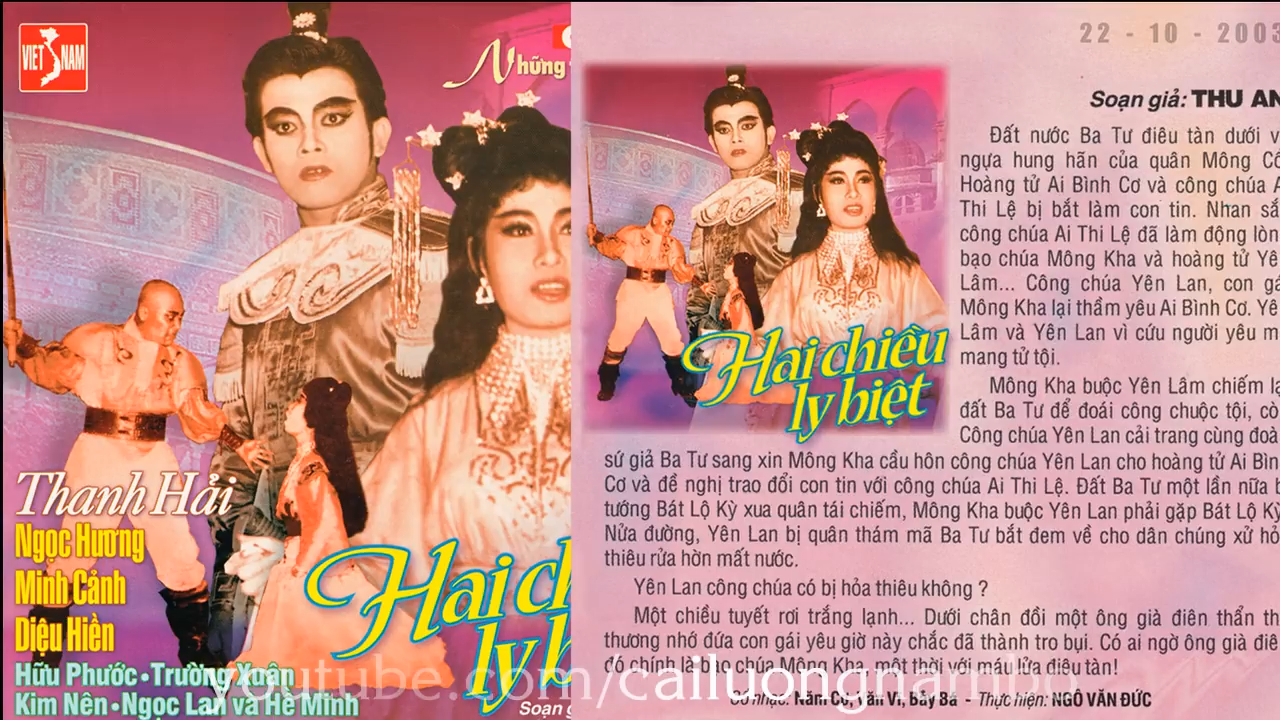 VIET NAM
Những
Thanh Hải
Ngọc Hương
Minh Cảnh
Diệu Hiền
Hữu Phước • Trường Xuân
Kim Nên • Ngọc Lan và Hề Minh
Hai ch
ly b
Soạn g
22 - 10 - 2003
Soạn giả: THU AN
Đất nước Ba Tư điêu tàn dưới v
ngựa hung hãn của quân Mông Cổ
Hoàng tử Ai Bình Cơ và công chúa A
Thi Lệ bị bắt làm con tin. Nhan sắ
công chúa Ai Thi Lệ đã làm động lòn
bạo chúa Mông Kha và hoàng tử Yê
Lâm... Công chúa Yên Lan, con gá
Mông Kha lại thầm yêu Ai Bình Cơ. Yê
Lâm và Yên Lan vì cứu người yêu m
mang tử tội.
Mông Kha buộc Yên Lâm chiếm lạ
đất Ba Tư để đoái công chuộc tội, cò
Công chúa Yên Lan cải trang cùng đoà
sứ giả Ba Tư sang xin Mông Kha cầu hôn công chúa Yên Lan cho hoàng tử Ai Bìn
Cơ và đề nghị trao đổi con tin với công chúa Ai Thi Lệ. Đất Ba Tư một lần nữa b
tướng Bát Lộ Kỳ xua quân tái chiếm, Mông Kha buộc Yên Lan phải gặp Bát Lộ Kỳ
Nửa đường, Yên Lan bị quân thám mã Ba Tư bắt đem về cho dân chúng xử hỏ
thiêu rửa hờn mất nước.
Yên Lan công chúa có bị hỏa thiêu không ?
Một chiều tuyết rơi trắng lạnh... Dưới chân đồi một ông già điên thẩn th
thương nhớ đứa con gái yêu giờ này chắc đã thành tro bụi. Có ai ngờ ông già điê
đó chính là bạo chúa Mông Kha, một thời với máu lửa điệu tàn!
Cổ nhạc: Năm Cơ, Văn Vĩ, Bảy Bá - Thực hiện: NGÔ VĂN ĐỨC
Hai chiều
ly biệt
youtube.com/cailuongnambo